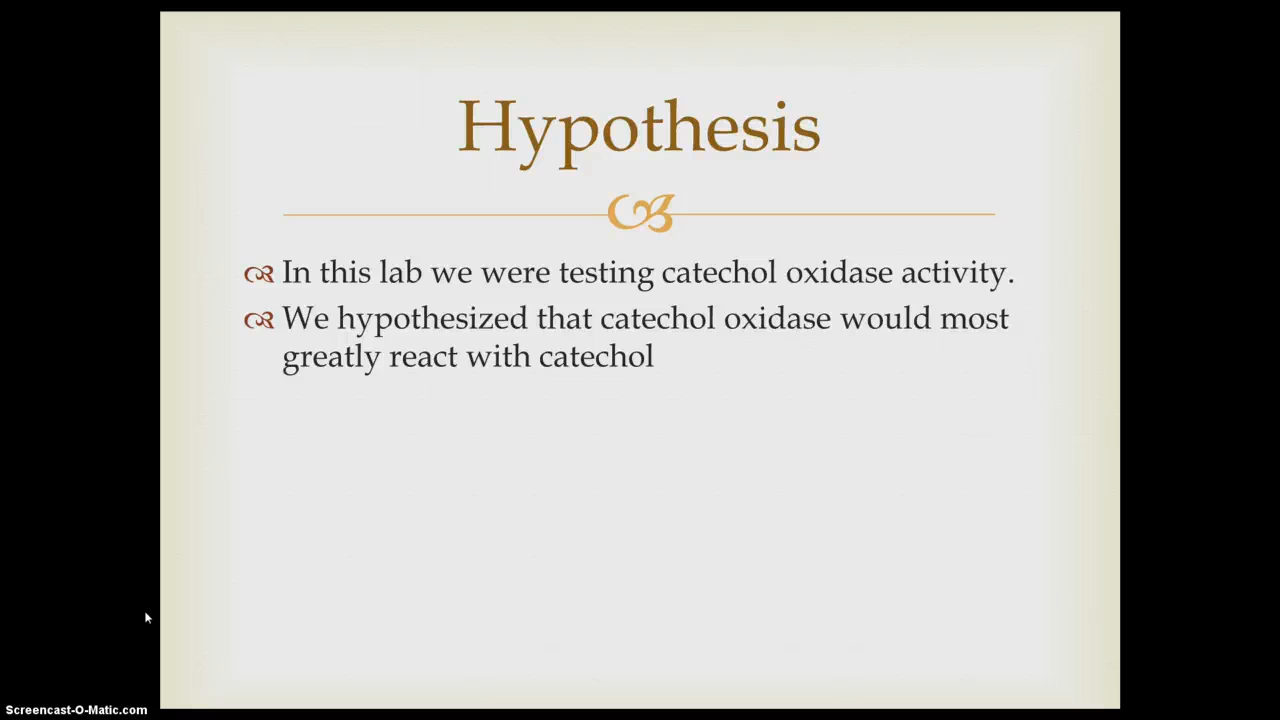 Hypothesis
In this lab we were testing catechol oxidase activity.
We hypothesized that catechol oxidase would most
greatly react with catechol
Screencast-O-Matic.com